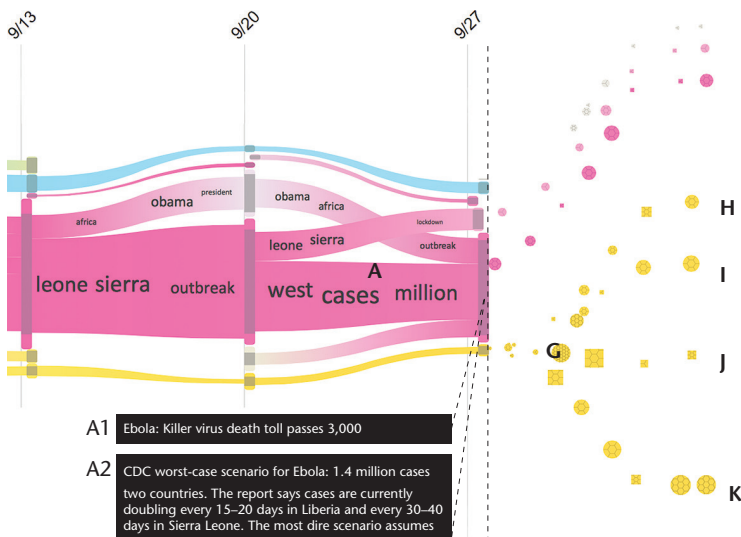 9/13
9/20
9/27
africa
obama
president
obama
africa
lockdown
leone sierra
outbreak
leone sierra
outbreak
A
west cases million
H
I
G
J
K
A1
Ebola: Killer virus death toll passes 3,000
A2
CDC worst-case scenario for Ebola: 1.4 million cases
two countries. The report says cases are currently
doubling every 15–20 days in Liberia and every 30–40
days in Sierra Leone. The most dire scenario assumes